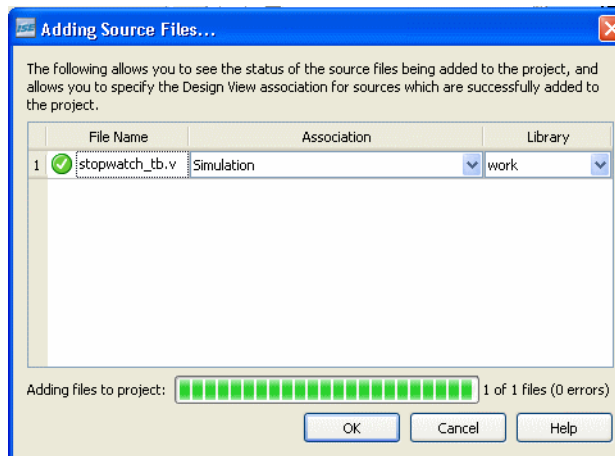 ISE Adding Source Files...
The following allows you to see the status of the source files being added to the project, and
allows you to specify the Design View association for sources which are successfully added to
the project.
File Name Association Library
1 stopwatch_tb.v Simulation work
Adding files to project: 1 of 1 files (0 errors)
OK Cancel Help